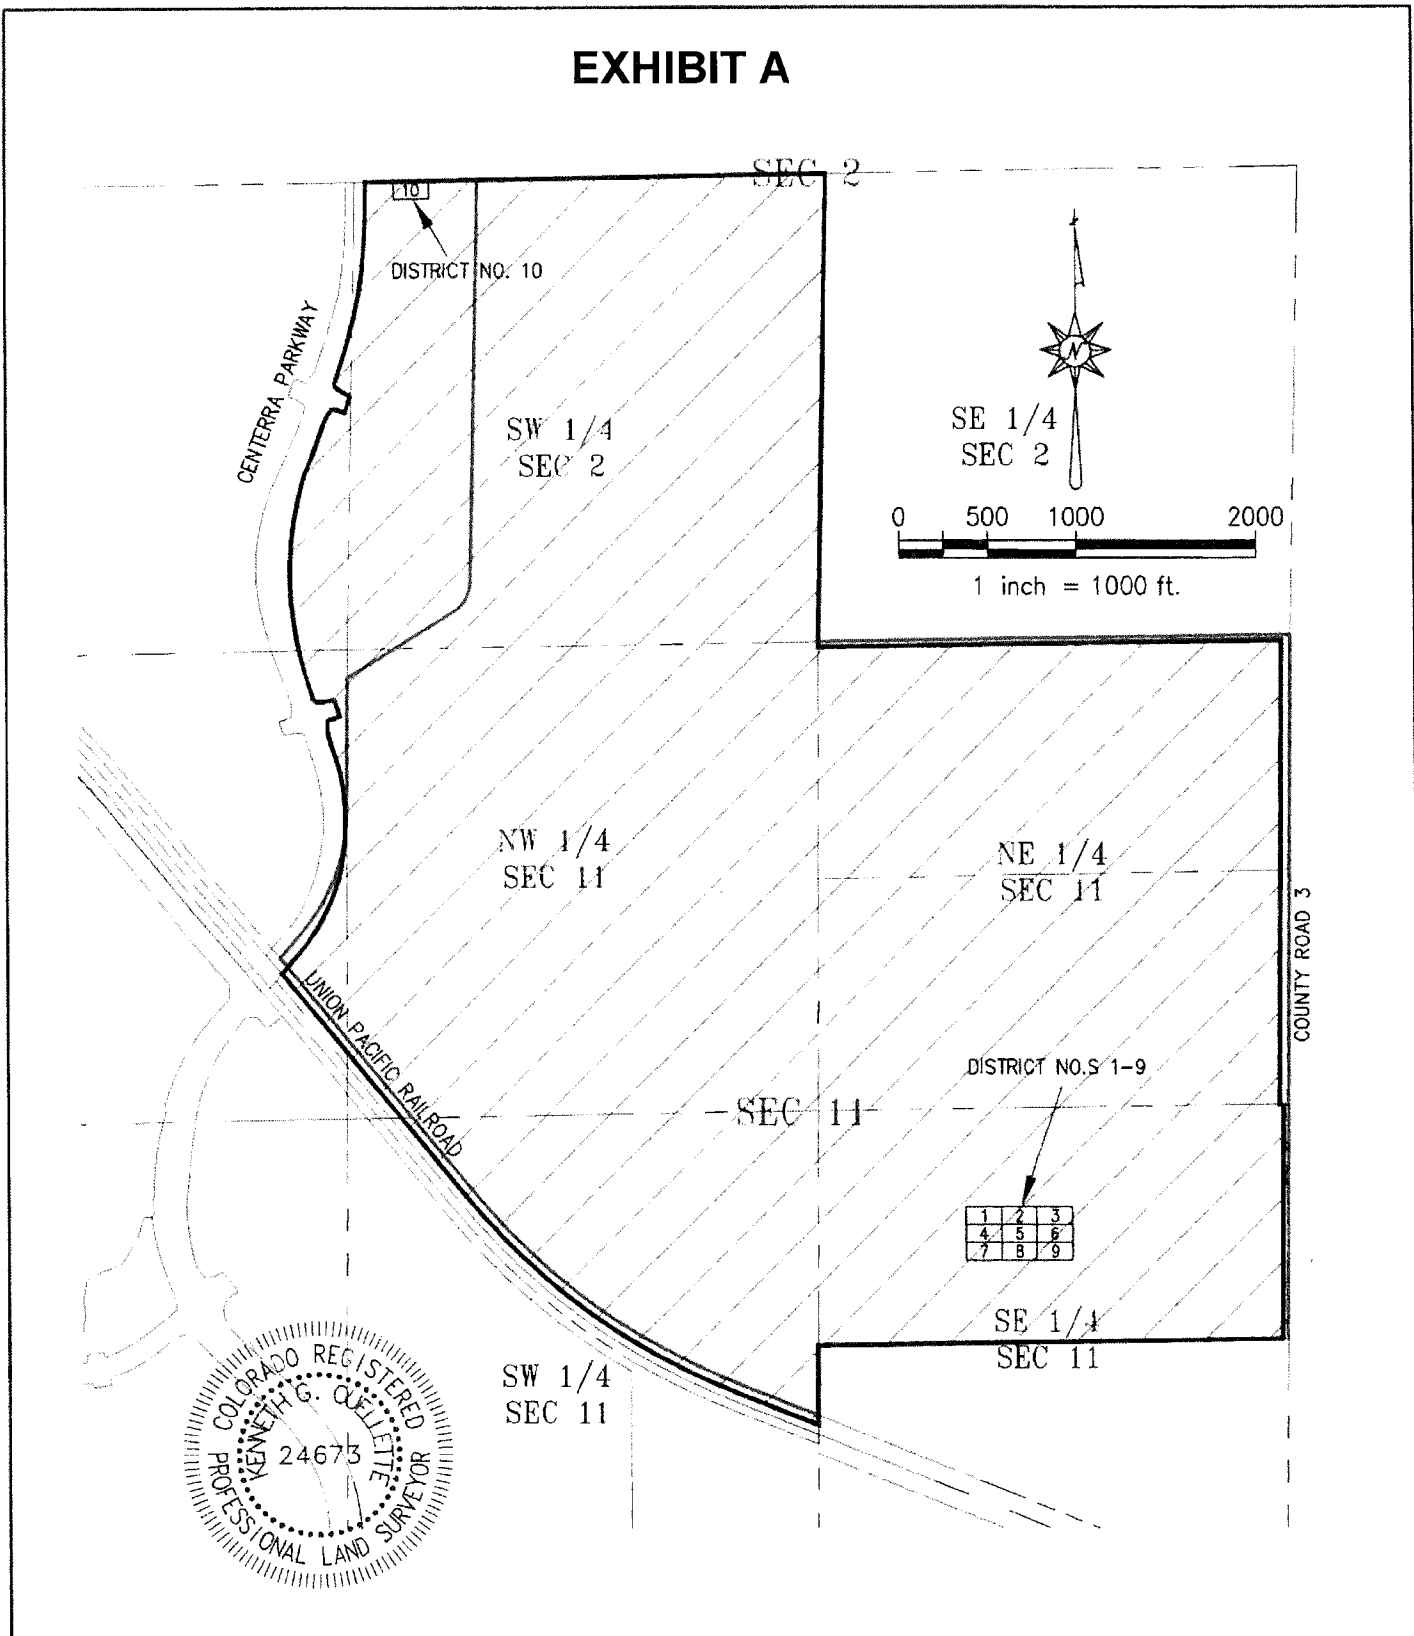 EXHIBIT A
SEC 2
10
DISTRICT NO. 10
CENTERRA PARKWAY
SW 1/4
SEC 2
N
SE 1/4
SEC 2
0 500 1000 2000
1 inch = 1000 ft.
NW 1/4
SEC 11
NE 1/4
SEC 11
COUNTY ROAD 3
UNION PACIFIC RAILROAD
DISTRICT NO.S 1-9
SEC 11
1 2 3
4 5 6
7 8 9
SE 1/4
SEC 11
SW 1/4
SEC 11
COLORADO REGISTERED
KENNETH G. OUELLETTE
24673
PROFESSIONAL LAND SURVEYOR